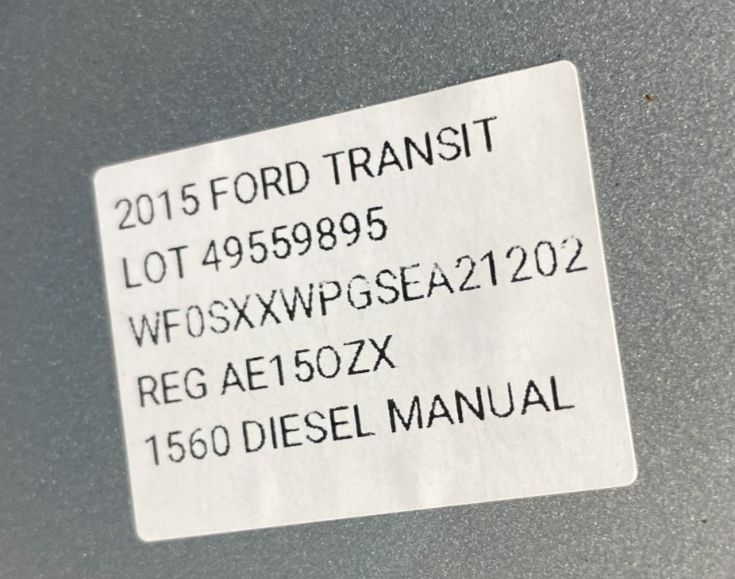 2015 FORD TRANSIT
LOT 49559895
WF0SXXWPGSEA21202
REG AE15OZX
1560 DIESEL MANUAL